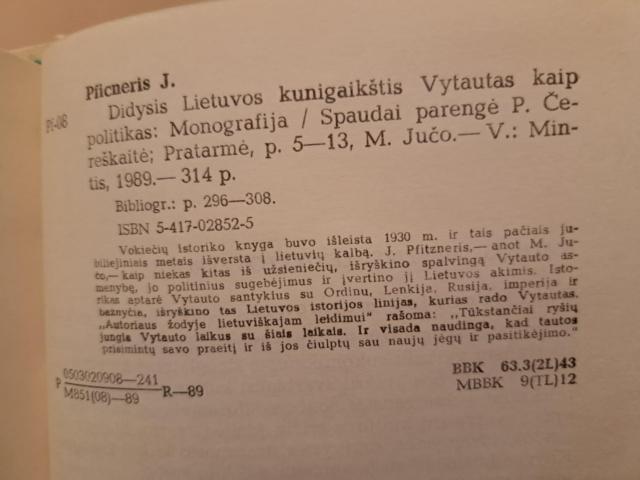 Pficneris J.
Pf-08
Didysis Lietuvos kunigaikštis Vytautas kaip
politikas: Monografija / Spaudai parengė P. Če-
reškaitė; Pratarmė, p. 5—13, M. Jučo.— V.: Min-
tis, 1989.— 314 p.
Bibliogr.: p. 296—308.
ISBN 5-417-02852-5
Vokiečių istoriko knyga buvo išleista 1930 m. ir tais pačiais ju-
biliejiniais metais išversta į lietuvių kalbą. J. Pfitzneris,— anot M. Ju-
čo,— kaip niekas kitas iš užsieniečių, išryškino spalvingą Vytauto as-
menybę, jo politinius sugebėjimus ir įvertino jį Lietuvos akimis. Isto-
rikas aptarė Vytauto santykius su Ordinu, Lenkija, Rusija, imperija ir
bažnyčia, išryškino tas Lietuvos istorijos linijas, kurias rado Vytautas.
„Autoriaus žodyje lietuviškajam leidimui" rašoma: „Tūkstančiai ryšių
jungia Vytauto laikus su šiais laikais. Ir visada naudinga, kad tautos
prisimintų savo praeitį ir iš jos čiulptų sau naujų jėgų ir pasitikėjimo."
P 0503020908—241
M851(08)—89 R—89
BBK 63.3(2L)43
MBBK 9(TL)12